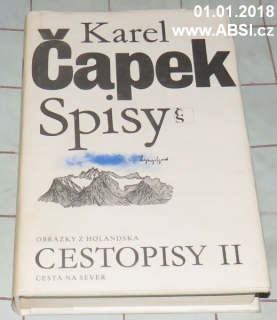 01.01.2018
www.ABSI.cz
Karel
Čapek
Spisy
OBRÁZKY Z HOLANDSKA
CESTOPISY II
CESTA NA SEVER